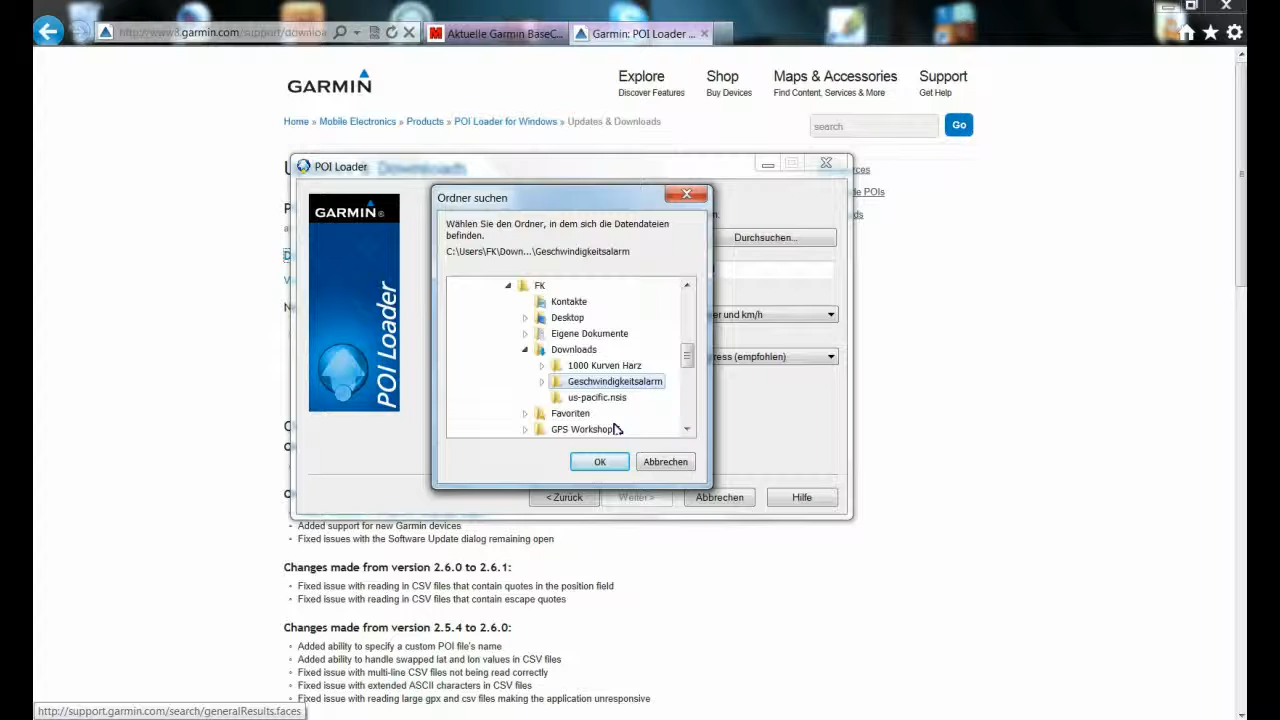 http://www8.garmin.com/support/downloa
Aktuelle Garmin BaseC...
Garmin: POI Loader ...
GARMIN
Explore
Discover Features
Shop
Buy Devices
Maps & Accessories
Find Content, Services & More
Support
Get Help
Home » Mobile Electronics » Products » POI Loader for Windows » Updates & Downloads
search
Go
POI Loader
Downloads
Ordner suchen
Wählen Sie den Ordner, in dem sich die Datendateien
befinden.
C:\Users\FK\Down...\Geschwindigkeitsalarm
FK
Kontakte
Desktop
Eigene Dokumente
Downloads
1000 Kurven Harz
Geschwindigkeitsalarm
us-pacific.nsis
Favoriten
GPS Workshop
OK
Abbrechen
GARMIN®
POI Loader
Durchsuchen...
er und km/h
ress (empfohlen)
< Zurück
Weiter >
Abbrechen
Hilfe
rces
le POIs
ds
Added support for new Garmin devices
Fixed issues with the Software Update dialog remaining open
Changes made from version 2.6.0 to 2.6.1:
Fixed issue with reading in CSV files that contain quotes in the position field
Fixed issue with reading in CSV files that contain escape quotes
Changes made from version 2.5.4 to 2.6.0:
Added ability to specify a custom POI file's name
Added ability to handle swapped lat and lon values in CSV files
Fixed issue with multi-line CSV files not being read correctly
Fixed issue with extended ASCII characters in CSV files
Fixed issue with reading large gpx and csv files making the application unresponsive
http://support.garmin.com/search/generalResults.faces